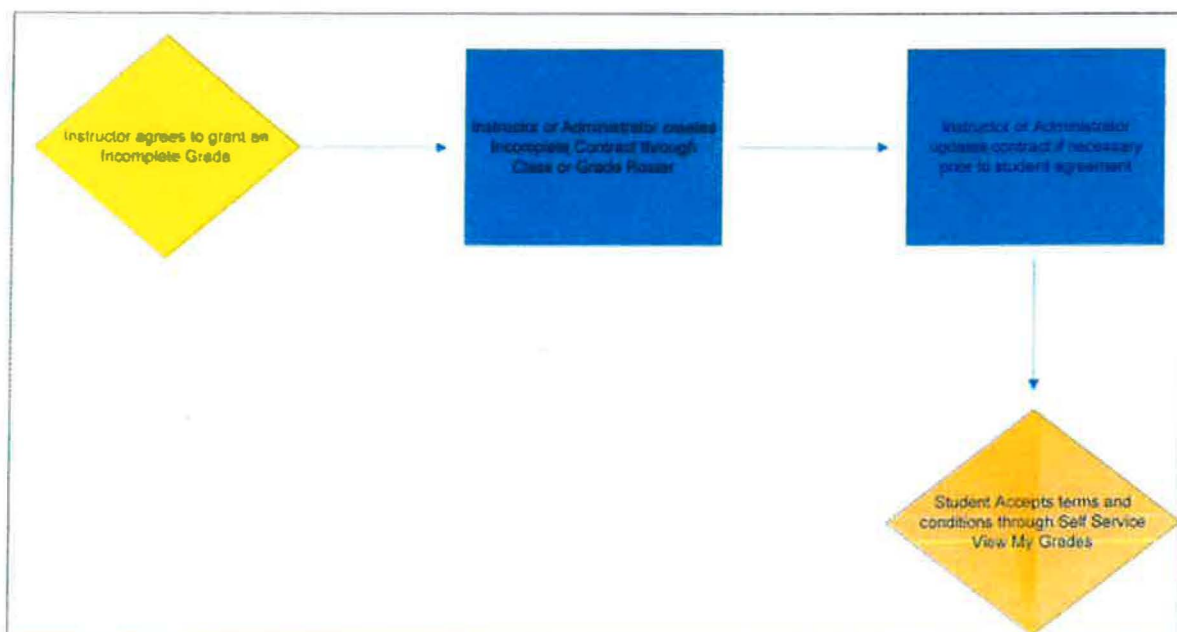 Instructor agrees to grant an
Incomplete Grade
Instructor or Administrator creates
Incomplete Contract through
Class or Grade Roster
Instructor or Administrator
updates contract if necessary
prior to student agreement
Student Accepts terms and
conditions through Self Service
View My Grades